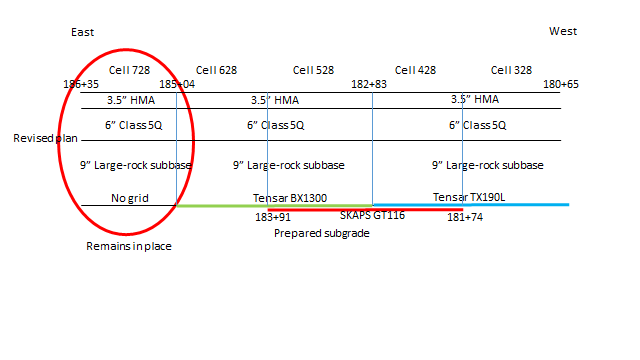 East West
Cell 728 Cell 628 Cell 528 Cell 428 Cell 328
186+35 185+04 182+83 180+65
3.5” HMA 3.5” HMA 3.5” HMA
6” Class 5Q 6” Class 5Q 6” Class 5Q
Revised plan
9” Large-rock subbase 9” Large-rock subbase 9” Large-rock subbase
No grid Tensar BX1300 Tensar TX190L
183+91 SKAPS GT116 181+74
Prepared subgrade
Remains in place